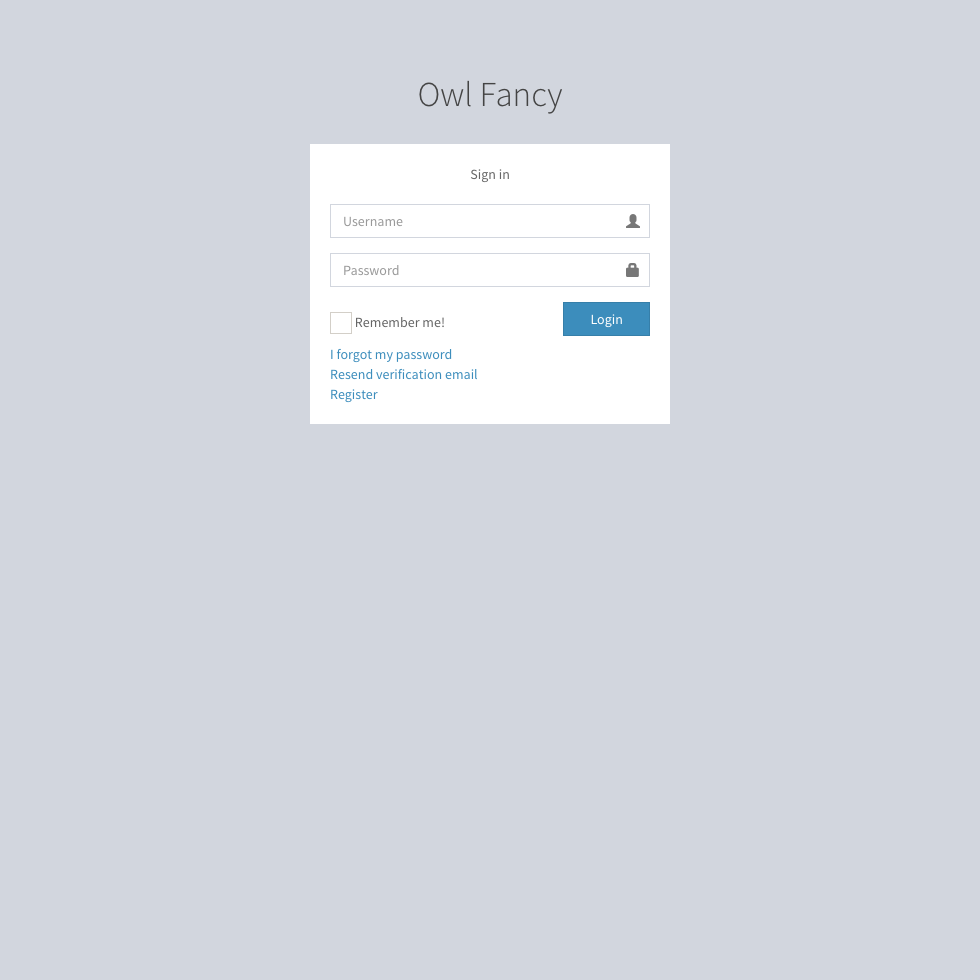 Owl Fancy
Sign in
Username
Password
Remember me!
Login
I forgot my password
Resend verification email
Register